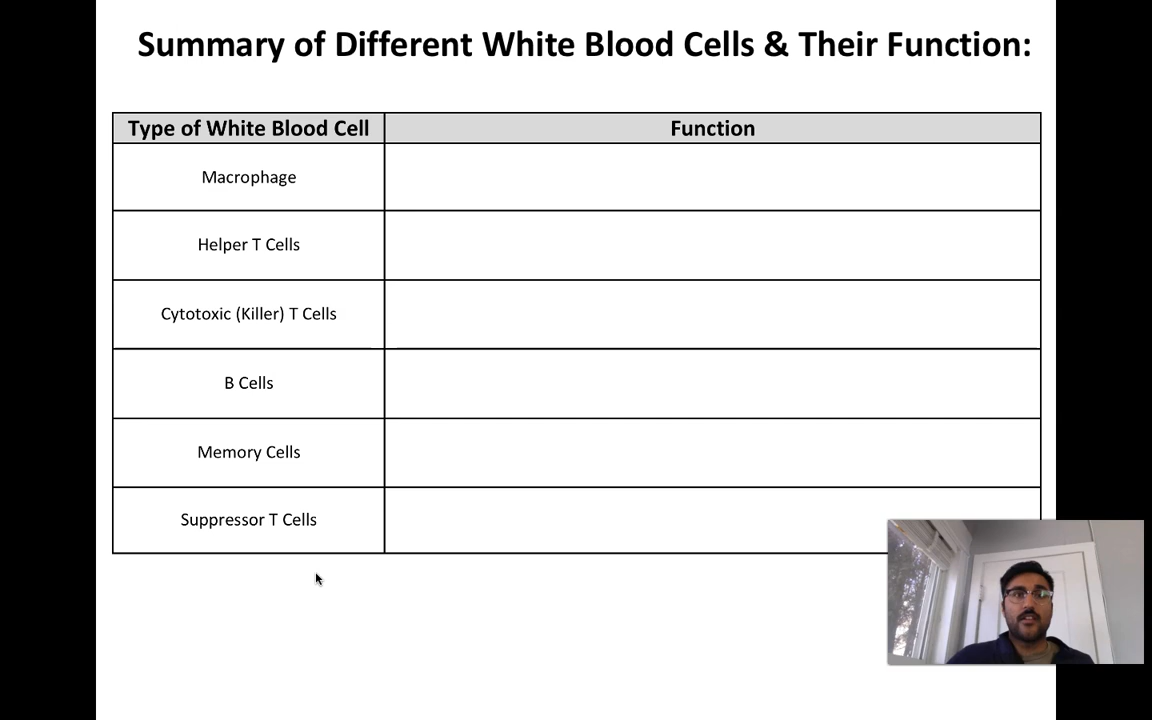 Summary of Different White Blood Cells & Their Function:
Type of White Blood Cell
Function
Macrophage
Helper T Cells
Cytotoxic (Killer) T Cells
B Cells
Memory Cells
Suppressor T Cells